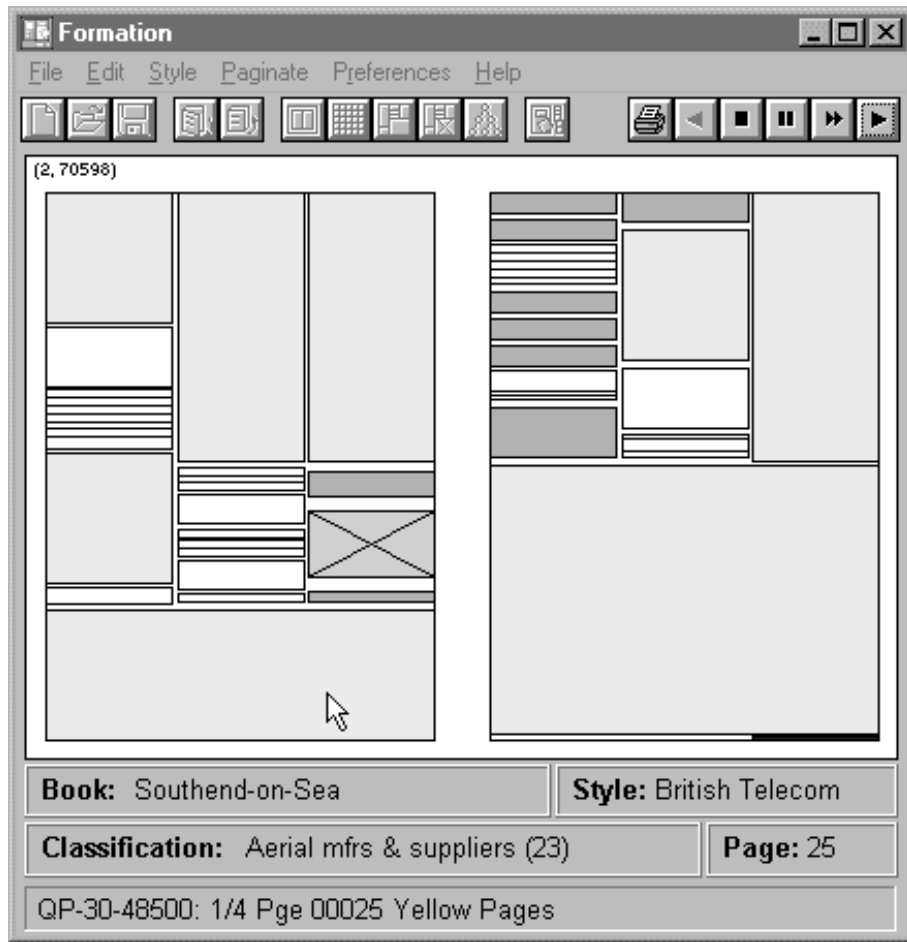 Formation
File Edit Style Paginate Preferences Help
(2, 70598)
Book: Southend-on-Sea Style: British Telecom
Classification: Aerial mfrs & suppliers (23) Page: 25
QP-30-48500: 1/4 Pge 00025 Yellow Pages